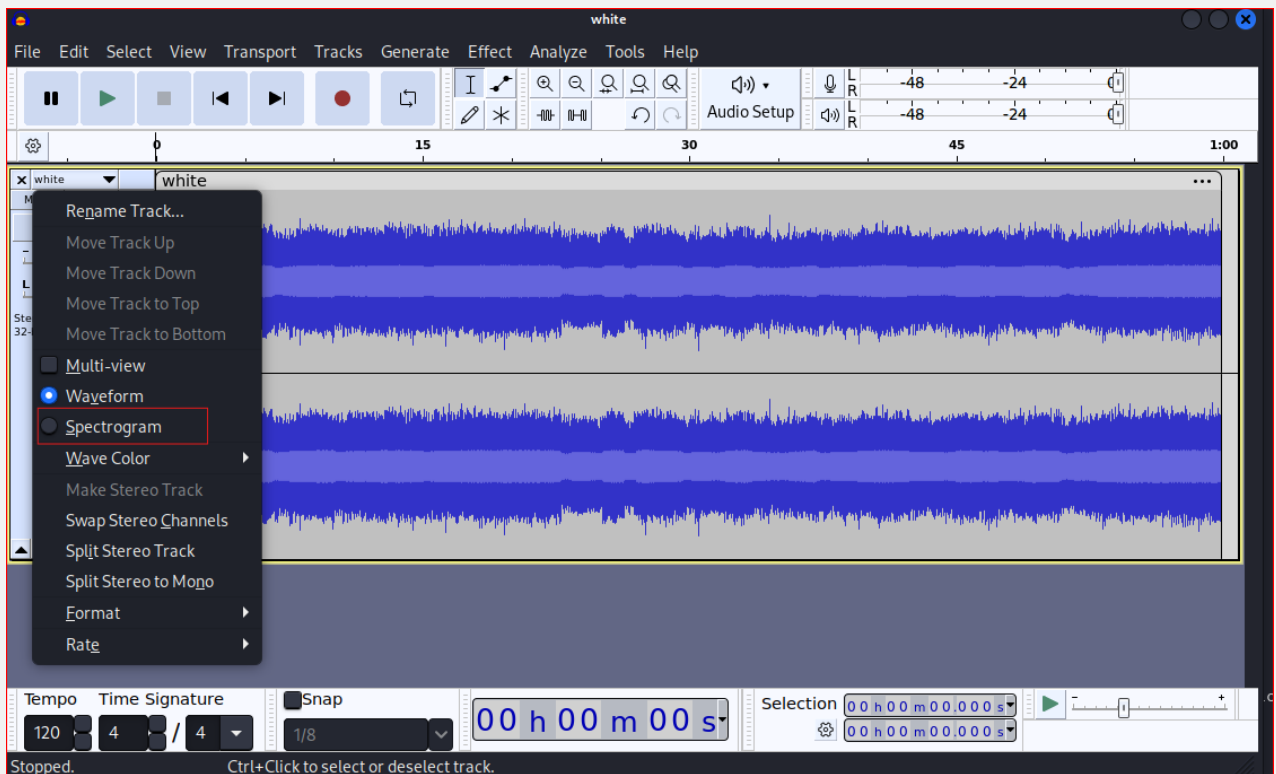 white
File Edit Select View Transport Tracks Generate Effect Analyze Tools Help
L R -48 -24
Audio Setup
L R -48 -24
0 15 30 45 1:00
white
white
...
M
Rename Track...
Move Track Up
Move Track Down
Move Track to Top
L
Ste
32-
Move Track to Bottom
Multi-view
Waveform
Spectrogram
Wave Color
Make Stereo Track
Swap Stereo Channels
Split Stereo Track
Split Stereo to Mono
Format
Rate
Tempo Time Signature Snap
120 4 / 4 1/8
00 h 00 m 00 s
Selection 00 h 00 m 00.000 s
00 h 00 m 00.000 s
- +
Stopped. Ctrl+Click to select or deselect track.